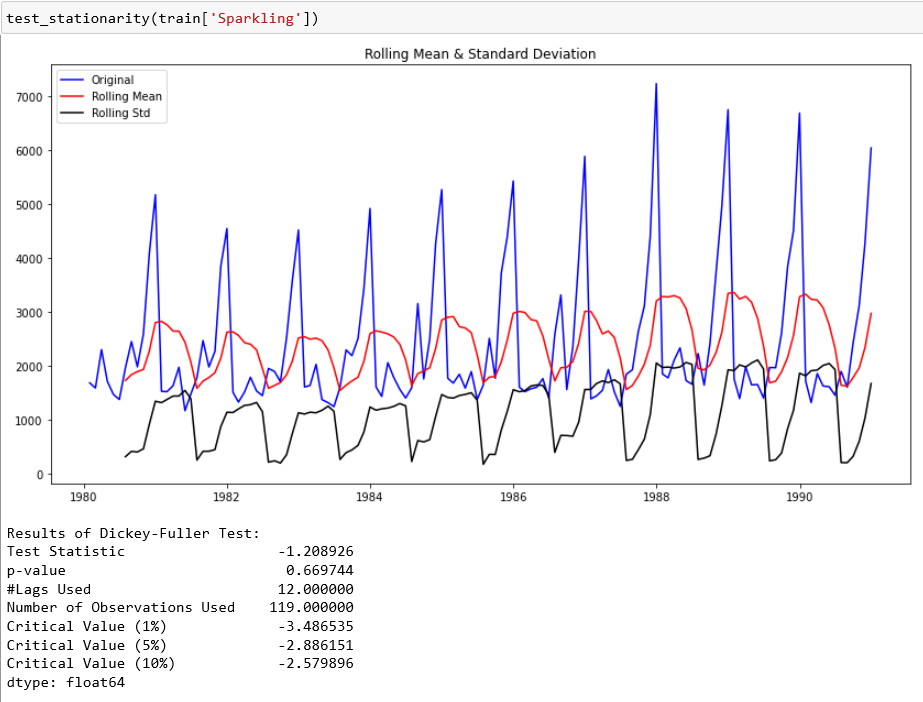 test_stationarity(train['Sparkling'])
Rolling Mean & Standard Deviation
Original
Rolling Mean
Rolling Std
7000
6000
5000
4000
3000
2000
1000
0
1980 1982 1984 1986 1988 1990
Results of Dickey-Fuller Test:
Test Statistic -1.208926
p-value 0.669744
#Lags Used 12.000000
Number of Observations Used 119.000000
Critical Value (1%) -3.486535
Critical Value (5%) -2.886151
Critical Value (10%) -2.579896
dtype: float64